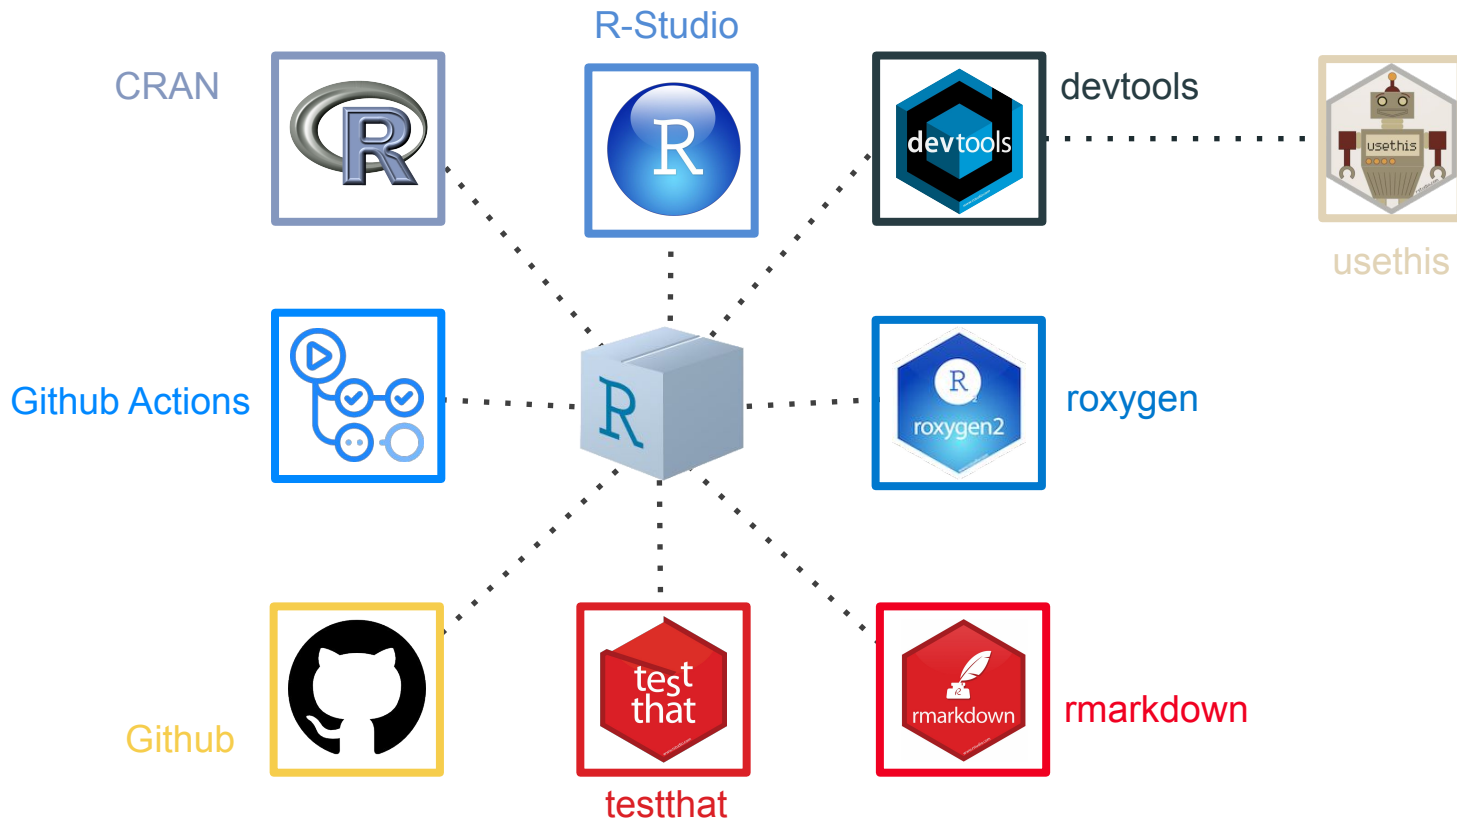 R-Studio
CRAN
R
R
devtools
devtools
usethis
usethis
Github Actions
R
R
roxygen2
roxygen
Github
test
that
testthat
R
rmarkdown
rmarkdown